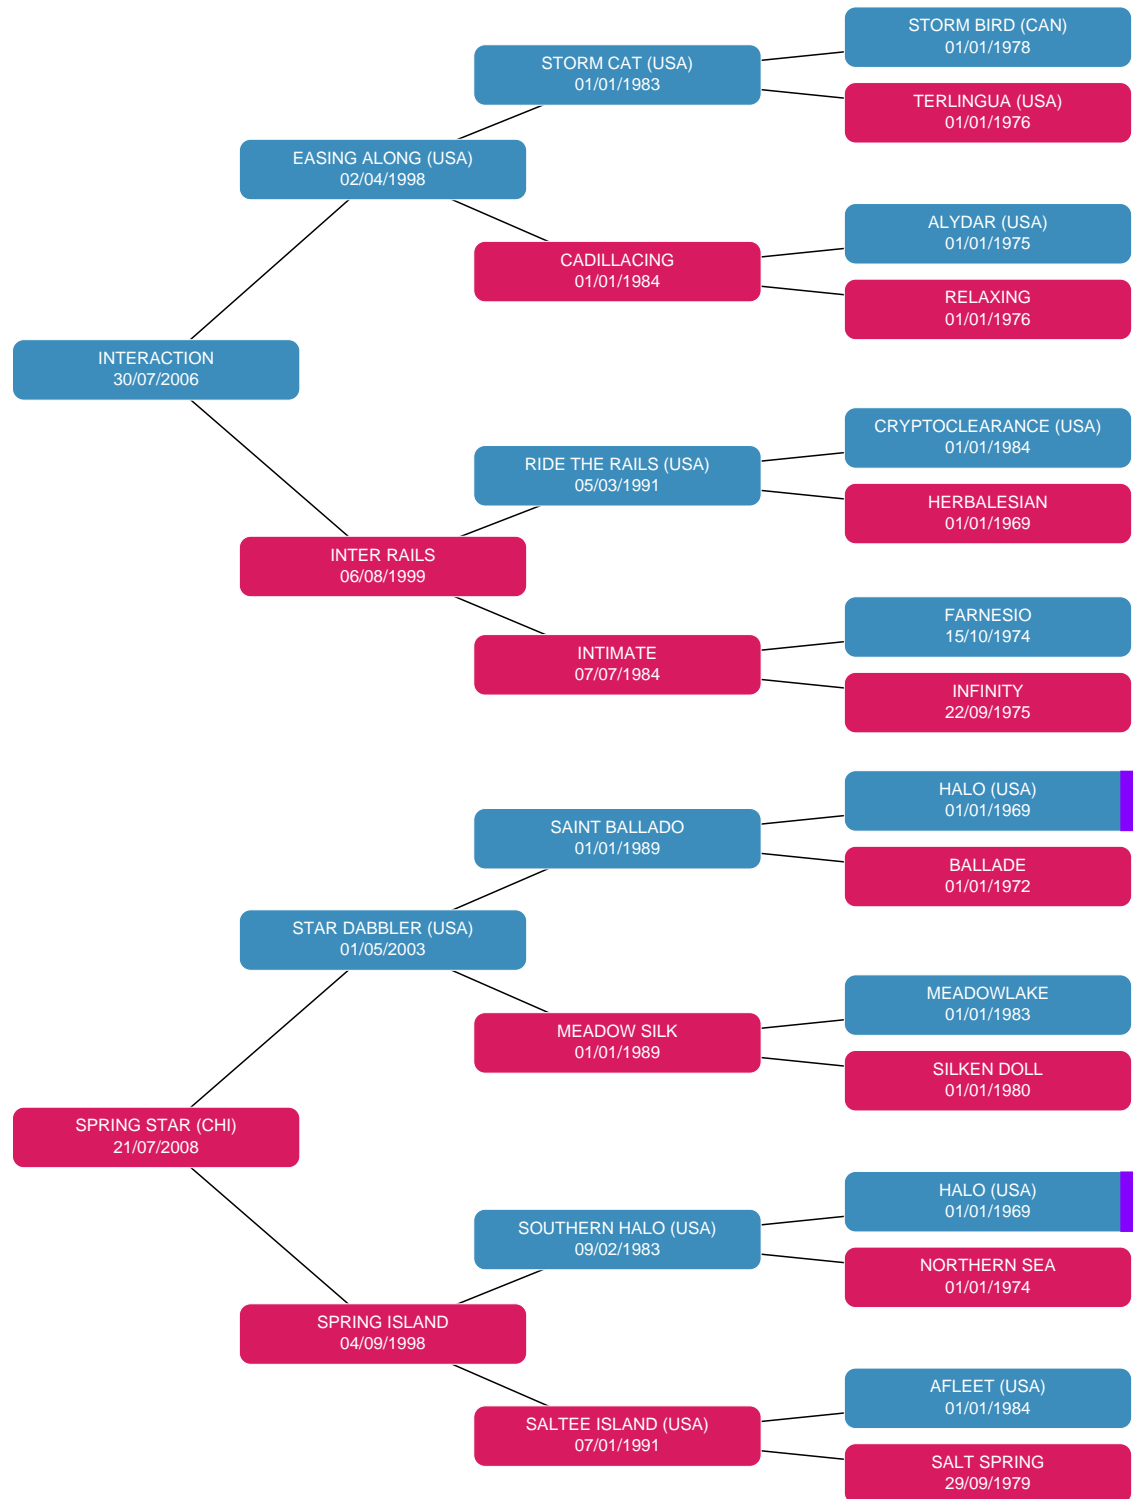 STORM BIRD (CAN)
01/01/1978
STORM CAT (USA)
01/01/1983
TERLINGUA (USA)
01/01/1976
EASING ALONG (USA)
02/04/1998
ALYDAR (USA)
01/01/1975
CADILLACING
01/01/1984
RELAXING
01/01/1976
INTERACTION
30/07/2006
CRYPTOCLEARANCE (USA)
01/01/1984
RIDE THE RAILS (USA)
05/03/1991
HERBALESIAN
01/01/1969
INTER RAILS
06/08/1999
FARNESIO
15/10/1974
INTIMATE
07/07/1984
INFINITY
22/09/1975
HALO (USA)
01/01/1969
SAINT BALLADO
01/01/1989
BALLADE
01/01/1972
STAR DABBLER (USA)
01/05/2003
MEADOWLAKE
01/01/1983
MEADOW SILK
01/01/1989
SILKEN DOLL
01/01/1980
SPRING STAR (CHI)
21/07/2008
HALO (USA)
01/01/1969
SOUTHERN HALO (USA)
09/02/1983
NORTHERN SEA
01/01/1974
SPRING ISLAND
04/09/1998
AFLEET (USA)
01/01/1984
SALTEE ISLAND (USA)
07/01/1991
SALT SPRING
29/09/1979